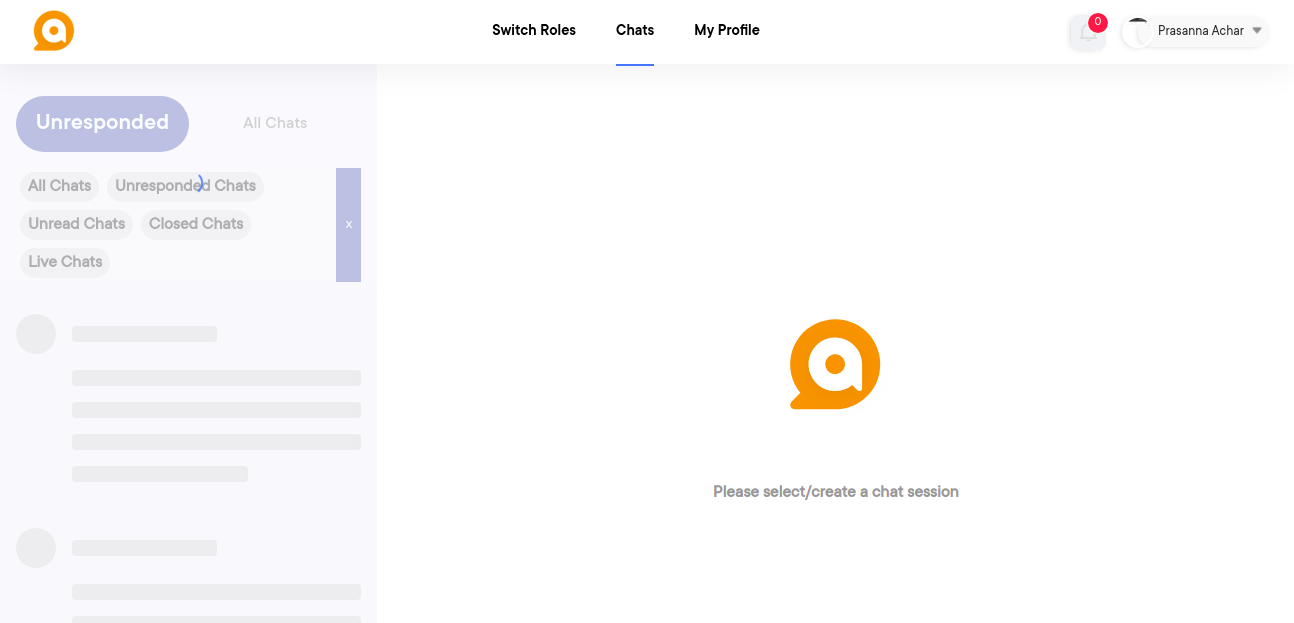 Switch Roles Chats My Profile 0 Prasanna Achar
Unresponded All Chats
All Chats Unresponded Chats
Unread Chats Closed Chats x
Live Chats
Please select/create a chat session